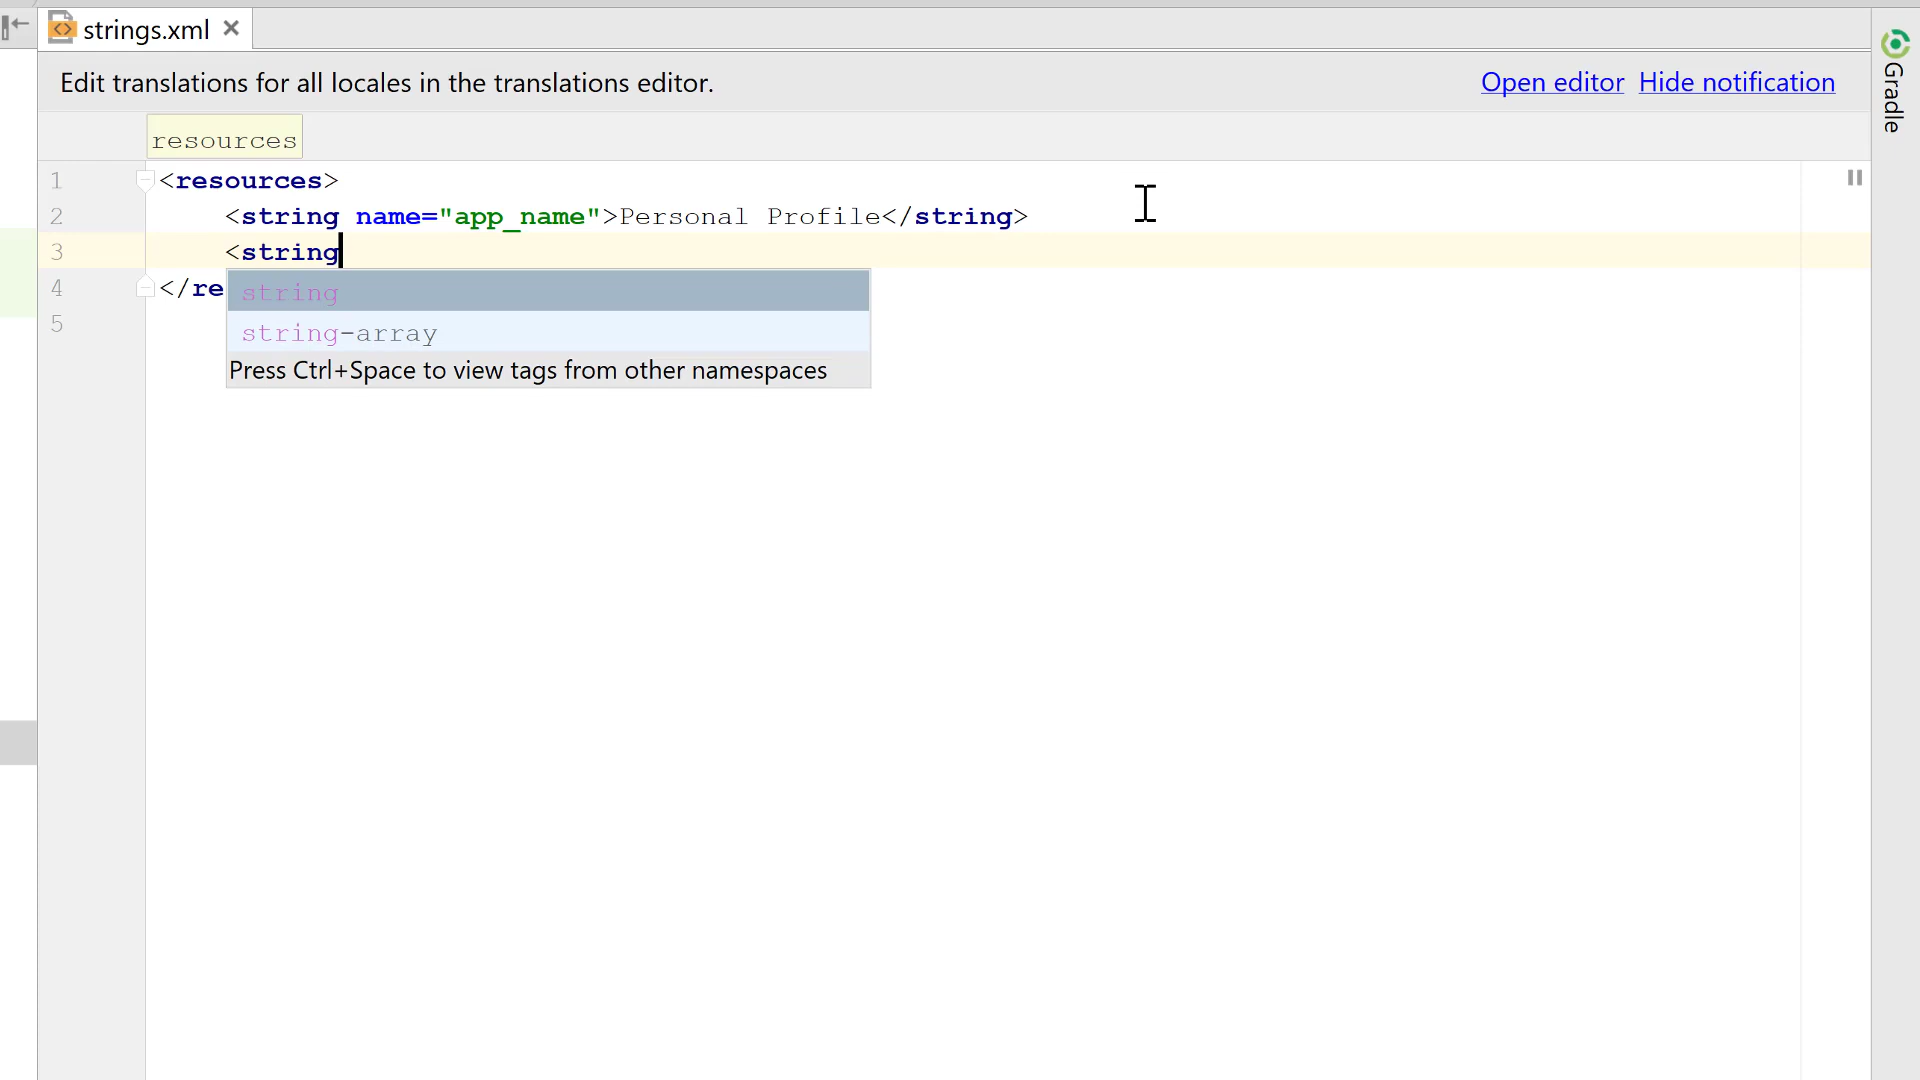 strings.xml
Edit translations for all locales in the translations editor.
Open editor Hide notification
Gradle
resources
1 <resources>
2 <string name="app_name">Personal Profile</string>
3 <string
4 </re
5
string
string-array
Press Ctrl+Space to view tags from other namespaces